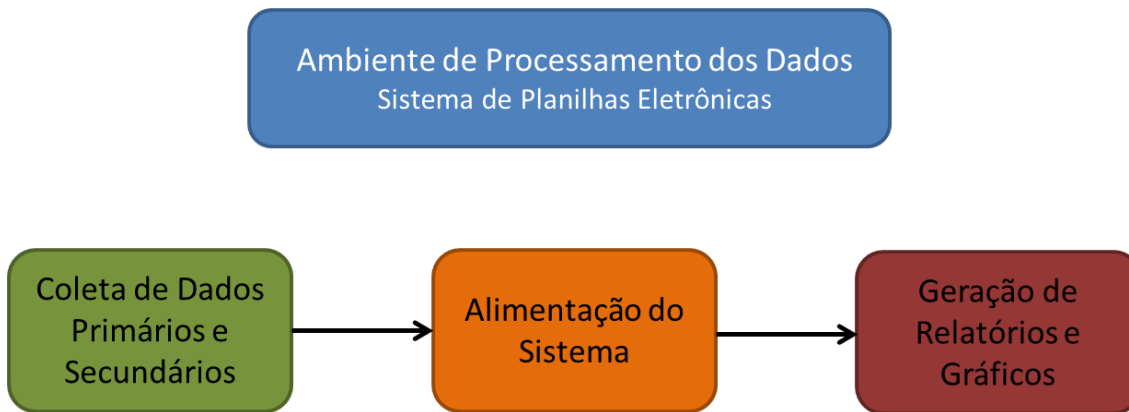 Ambiente de Processamento dos Dados
Sistema de Planilhas Eletrônicas
Coleta de Dados
Primários e
Secundários
Alimentação do
Sistema
Geração de
Relatórios e
Gráficos